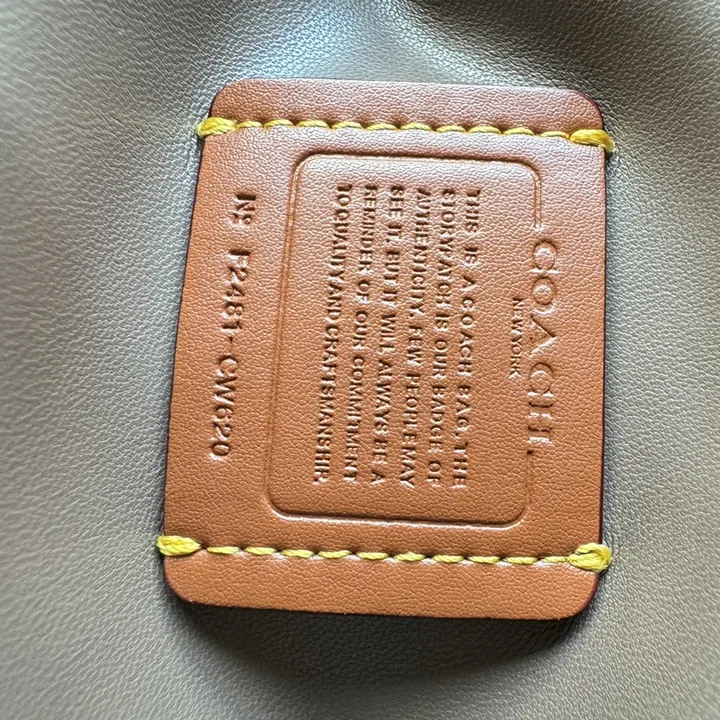 COACH
NEW YORK
THIS IS A COACH BAG. THE
STORYPATCH IS OUR BADGE OF
AUTHENTICITY. FEW PEOPLE MAY
SEE IT, BUT IT WILL ALWAYS BE A
REMINDER OF OUR COMMITMENT
TO QUALITY AND CRAFTSMANSHIP.
Nº F2481-CW620